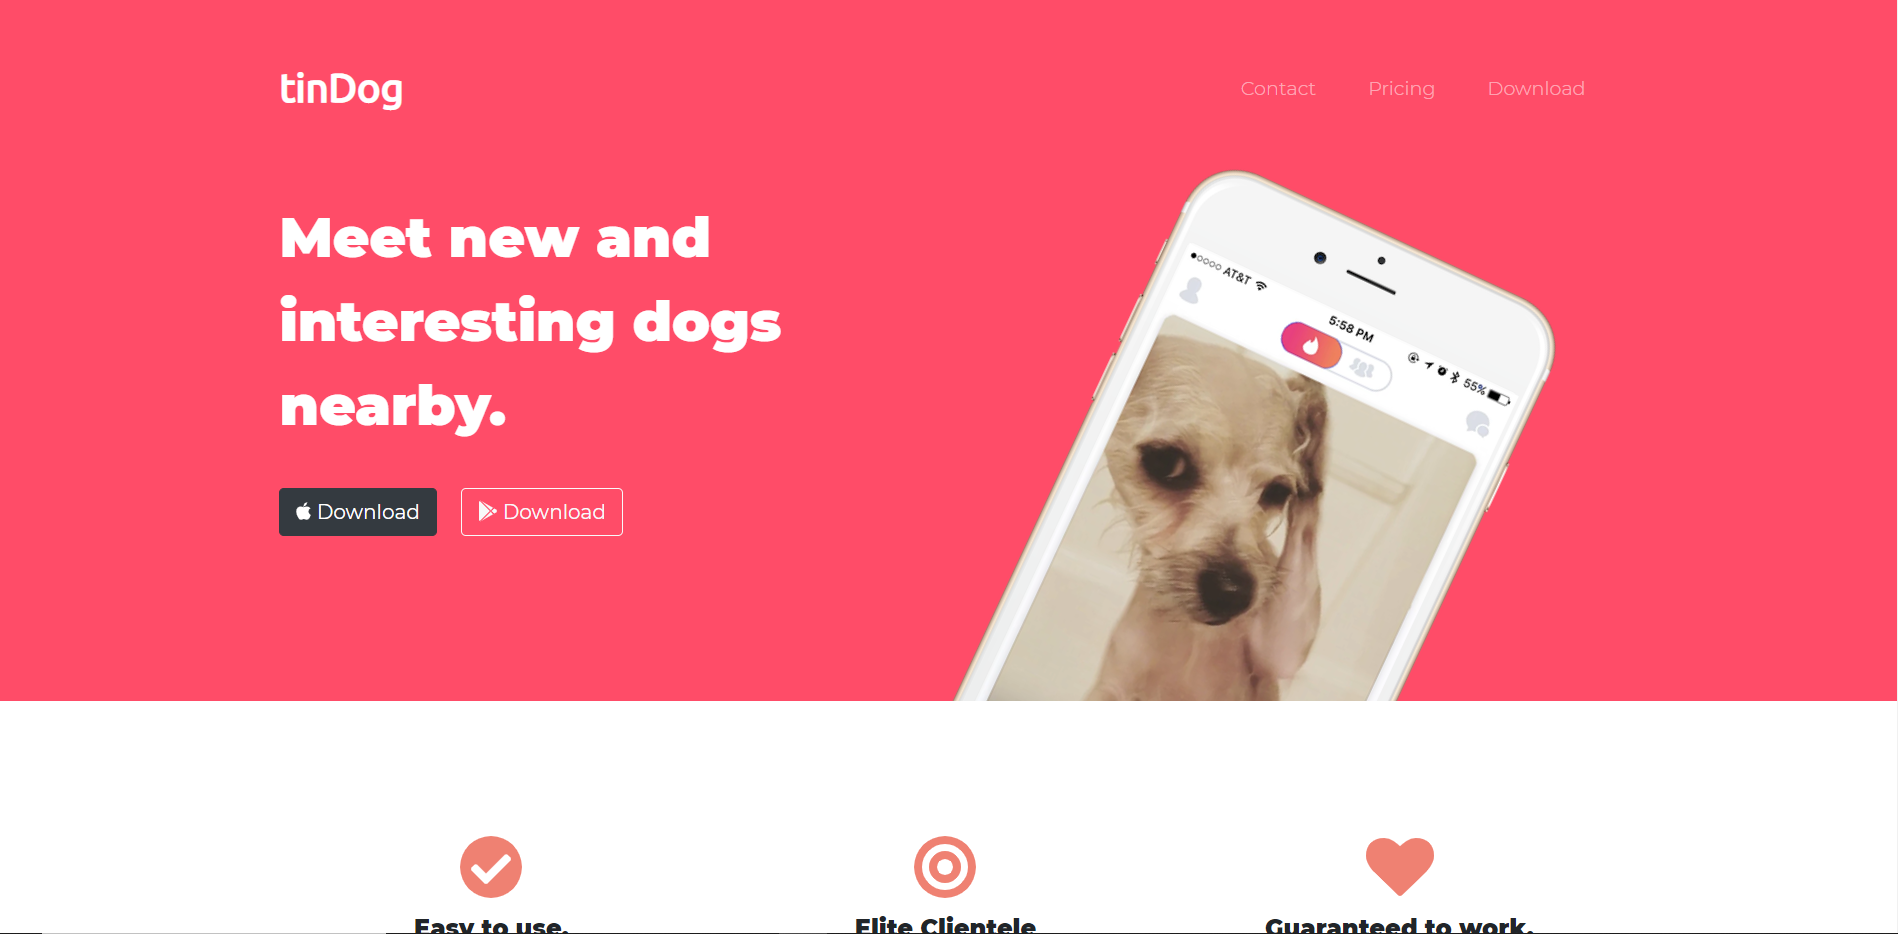 tinDog
Contact Pricing Download
Meet new and
interesting dogs
nearby.
Download Download
AT&T
5:58 PM
55%
Easy to use.
Elite Clientele
Guaranteed to work.